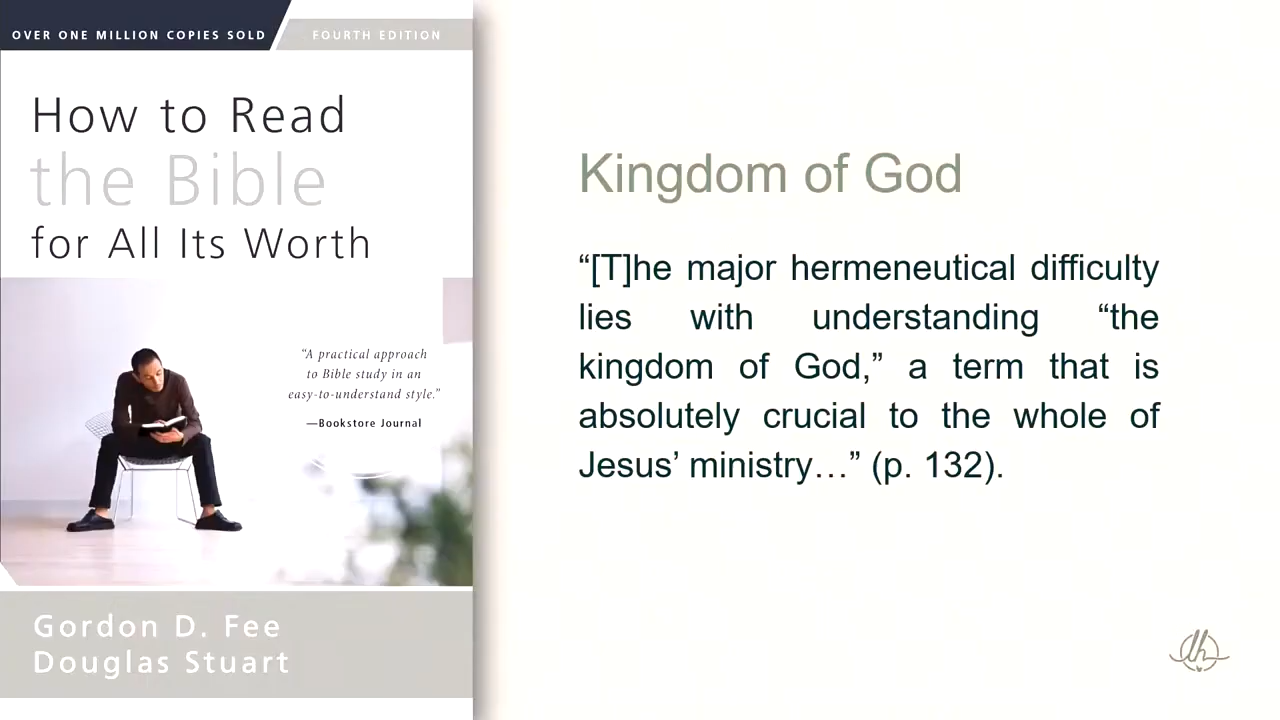 OVER ONE MILLION COPIES SOLD
FOURTH EDITION
How to Read
the Bible
for All Its Worth
“A practical approach
to Bible study in an
easy-to-understand style.”
—Bookstore Journal
Gordon D. Fee
Douglas Stuart
Kingdom of God
“[T]he major hermeneutical difficulty
lies with understanding “the
kingdom of God,” a term that is
absolutely crucial to the whole of
Jesus’ ministry…” (p. 132).
dh